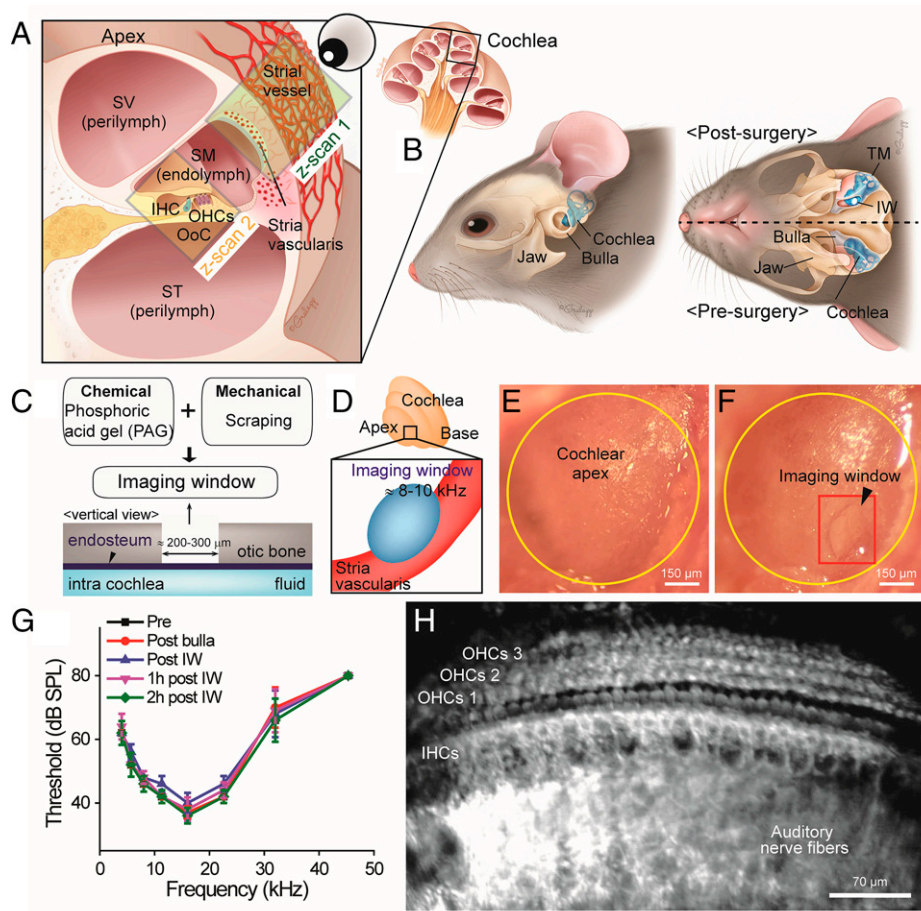 A
Apex
Cochlea
Strial
vessel
SV
(perilymph)
SM
(endolymph)
z-scan 1
IHC
OHCs
OoC
z-scan 2
Stria
vascularis
ST
(perilymph)
B
Jaw
Cochlea
Bulla
<Post-surgery>
TM
IW
Bulla
Jaw
Cochlea
<Pre-surgery>
C
Chemical
Phosphoric
acid gel (PAG)
+
Mechanical
Scraping
Imaging window
<vertical view>
endosteum
≈ 200-300 μm
otic bone
intra cochlea
fluid
D
Cochlea
Apex
Base
Imaging window
≈ 8-10 kHz
Stria
vascularis
E
Cochlear
apex
150 μm
F
Imaging window
150 μm
G
Pre
Post bulla
Post IW
1h post IW
2h post IW
Threshold (dB SPL)
80
60
40
0
10
20
30
40
50
Frequency (kHz)
H
OHCs 3
OHCs 2
OHCs 1
IHCs
Auditory
nerve fibers
70 μm